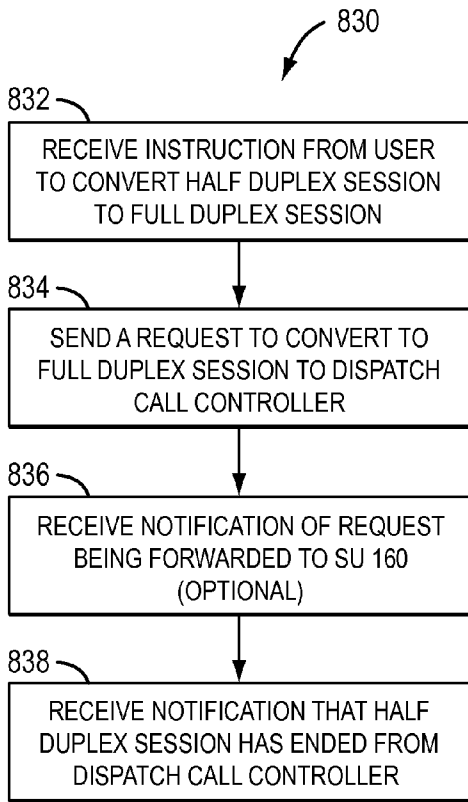 830
832
RECEIVE INSTRUCTION FROM USER
TO CONVERT HALF DUPLEX SESSION
TO FULL DUPLEX SESSION
834
SEND A REQUEST TO CONVERT TO
FULL DUPLEX SESSION TO DISPATCH
CALL CONTROLLER
836
RECEIVE NOTIFICATION OF REQUEST
BEING FORWARDED TO SU 160
(OPTIONAL)
838
RECEIVE NOTIFICATION THAT HALF
DUPLEX SESSION HAS ENDED FROM
DISPATCH CALL CONTROLLER